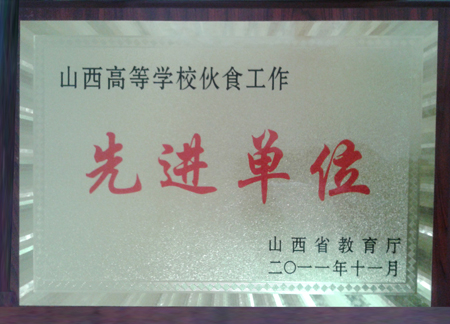 山西高等学校伙食工作
先进单位
山西省教育厅
二〇一一年十一月